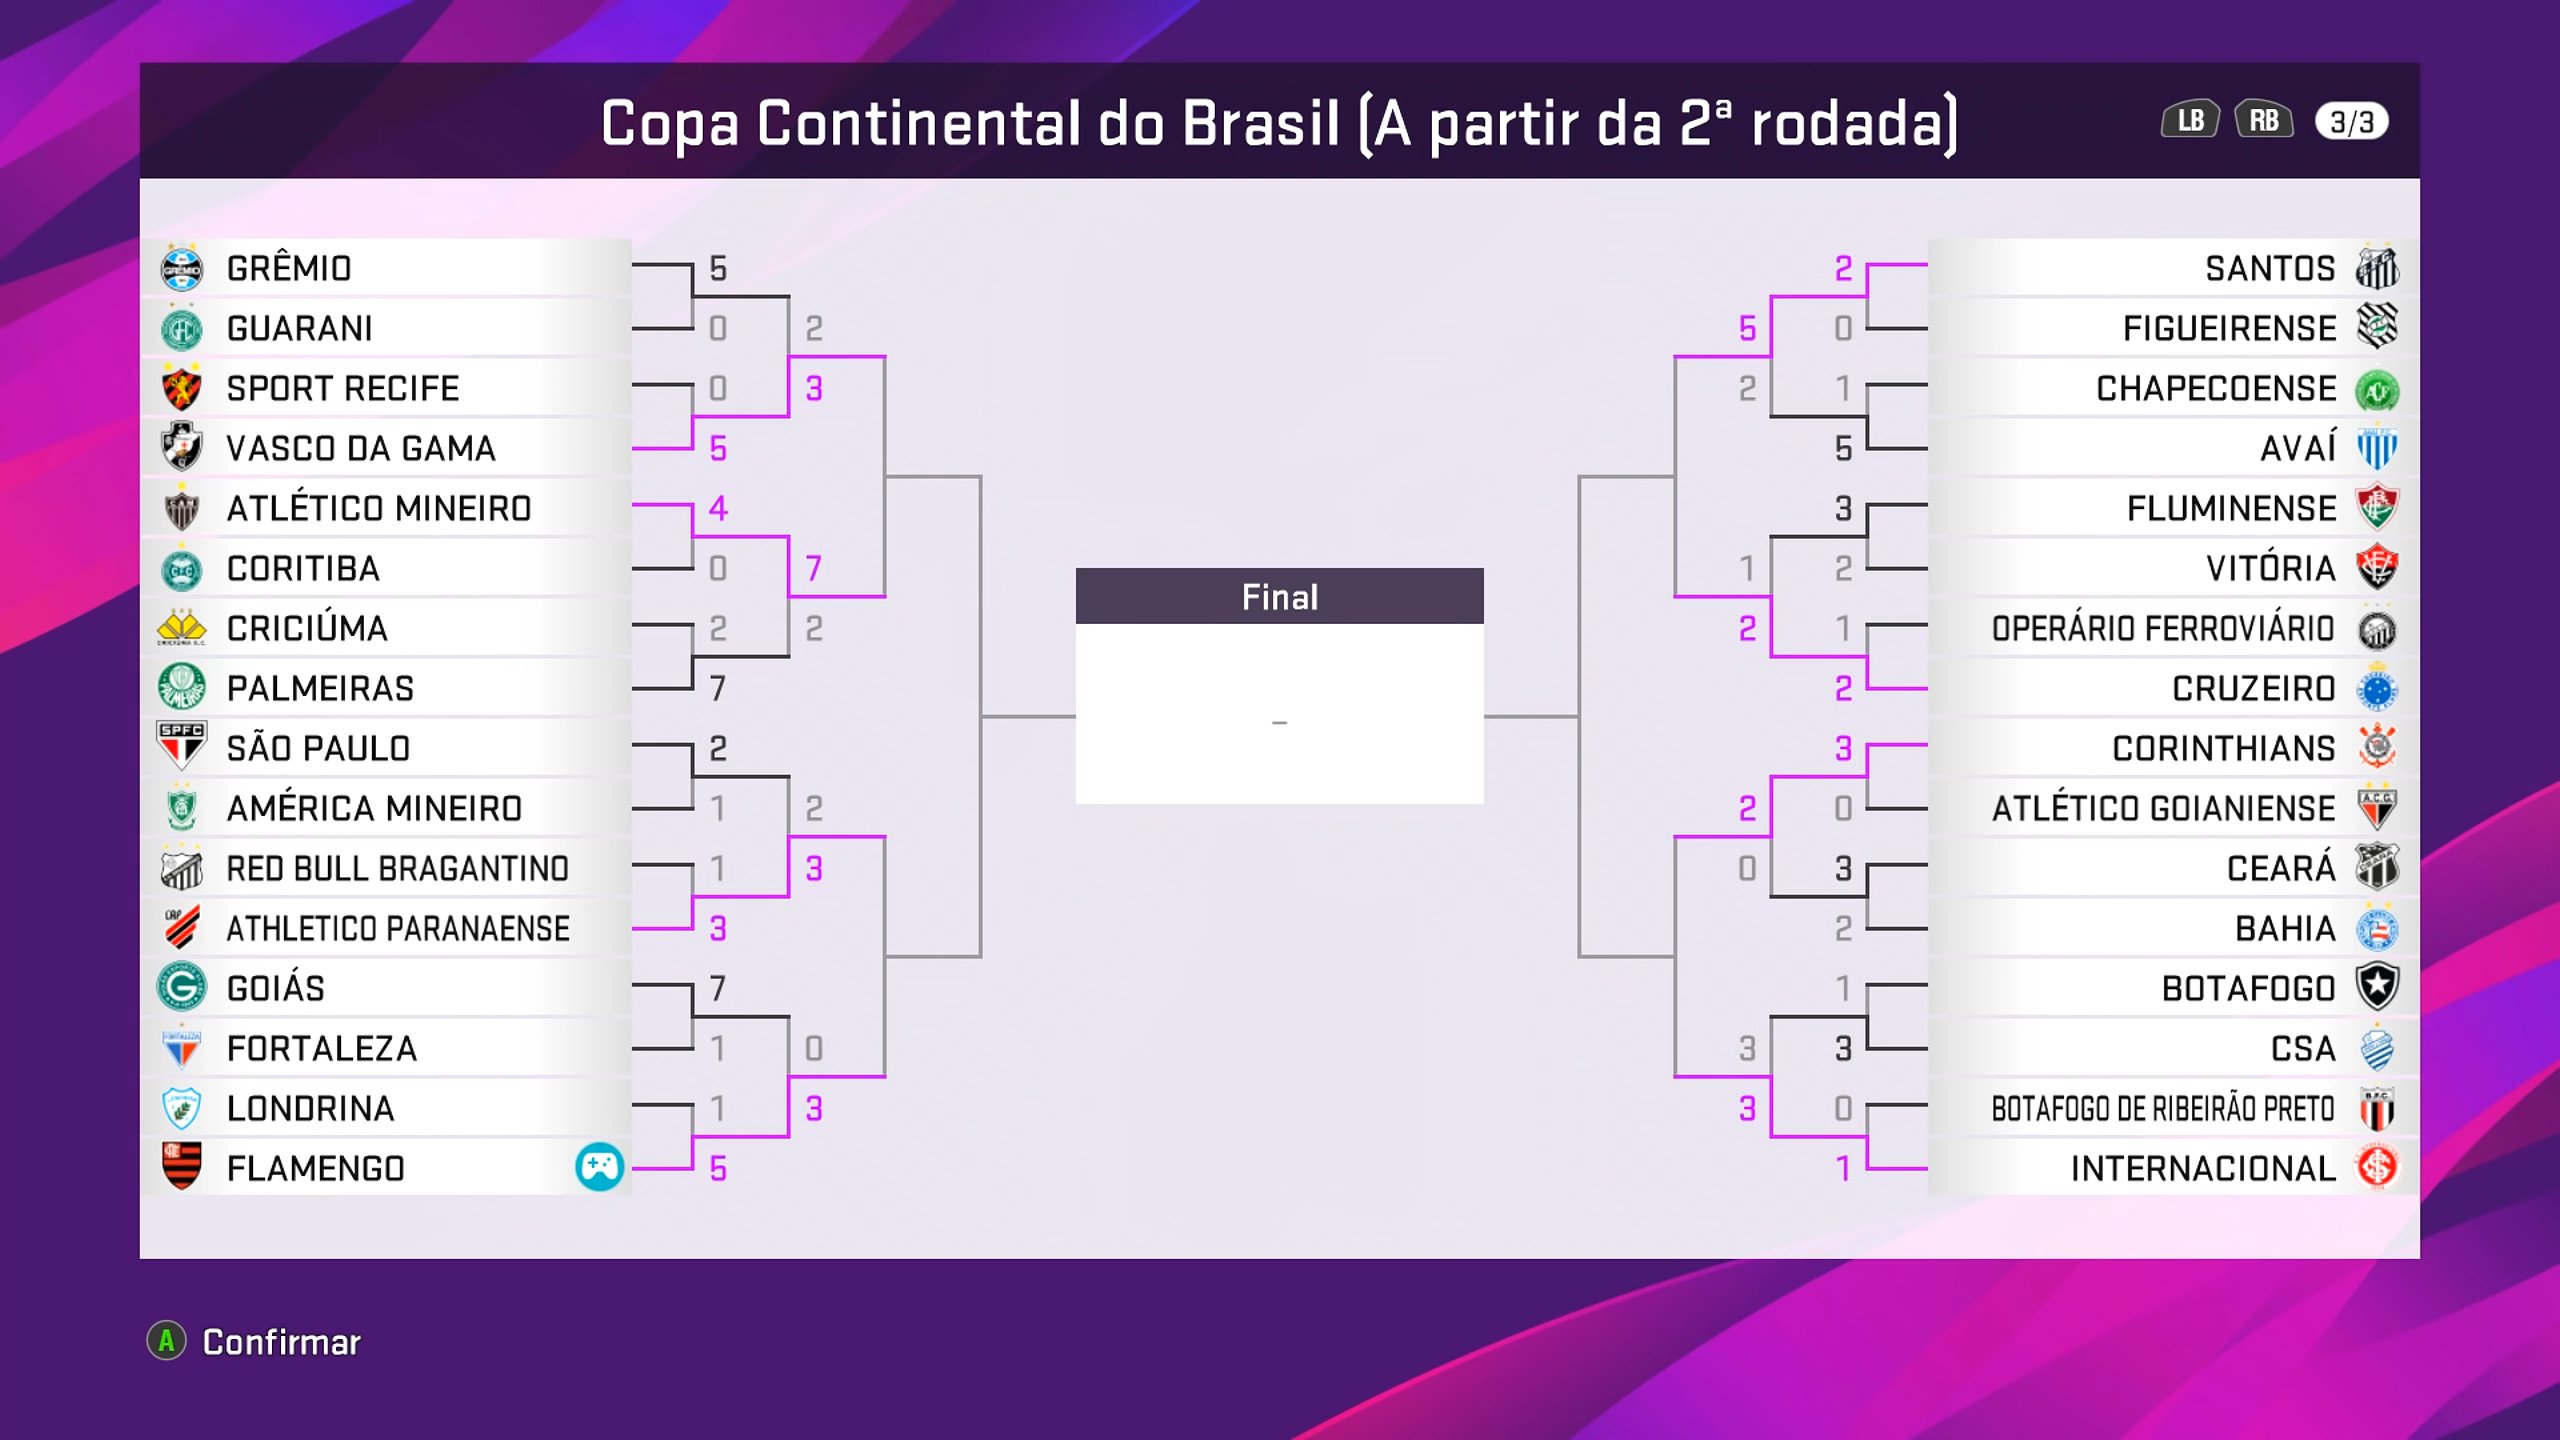 Copa Continental do Brasil (A partir da 2ª rodada)
LB RB 3/3
GRÊMIO 5
GUARANI 0
2
SPORT RECIFE 0
3
VASCO DA GAMA 5
ATLÉTICO MINEIRO 4
CORITIBA 0
7
CRICIÚMA 2
2
PALMEIRAS 7
SÃO PAULO 2
AMÉRICA MINEIRO 1
2
RED BULL BRAGANTINO 1
3
ATHLETICO PARANAENSE 3
GOIÁS 7
FORTALEZA 1
0
LONDRINA 1
3
FLAMENGO 5
Final
–
2 SANTOS
5
0 FIGUEIRENSE
2
1 CHAPECOENSE
5 AVAÍ
3 FLUMINENSE
1
2 VITÓRIA
2
1 OPERÁRIO FERROVIÁRIO
2 CRUZEIRO
3 CORINTHIANS
2
0 ATLÉTICO GOIANIENSE
0
3 CEARÁ
2 BAHIA
1 BOTAFOGO
3
3 CSA
3
0 BOTAFOGO DE RIBEIRÃO PRETO
1 INTERNACIONAL
A Confirmar